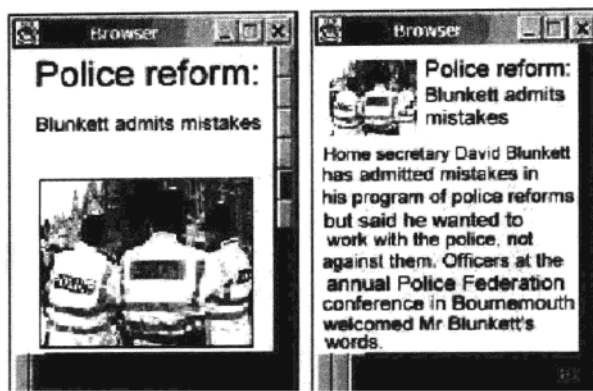 Browser
Police reform:
Blunkett admits mistakes
Browser
Police reform:
Blunkett admits
mistakes
Home secretary David Blunkett
has admitted mistakes in
his program of police reforms
but said he wanted to
work with the police, not
against them. Officers at the
annual Police Federation
conference in Bournemouth
welcomed Mr Blunkett's
words.